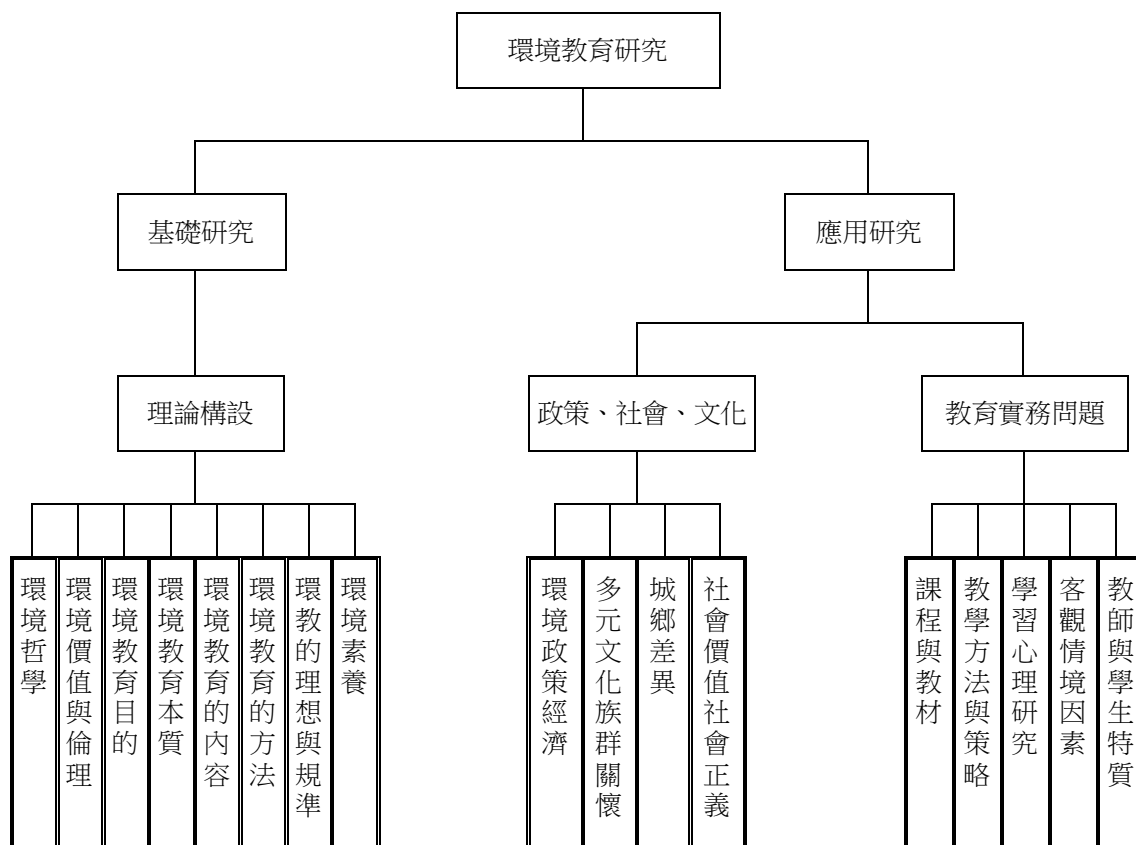 環境教育研究
基礎研究
應用研究
理論構設
政策、社會、文化
教育實務問題
環境哲學
環境價值與倫理
環境教育目的
環境教育本質
環境教育的內容
環境教育的方法
環教的理想與規準
環境素養
環境政策經濟
多元文化族群關懷
城鄉差異
社會價值社會正義
課程與教材
教學方法與策略
學習心理研究
客觀情境因素
教師與學生特質